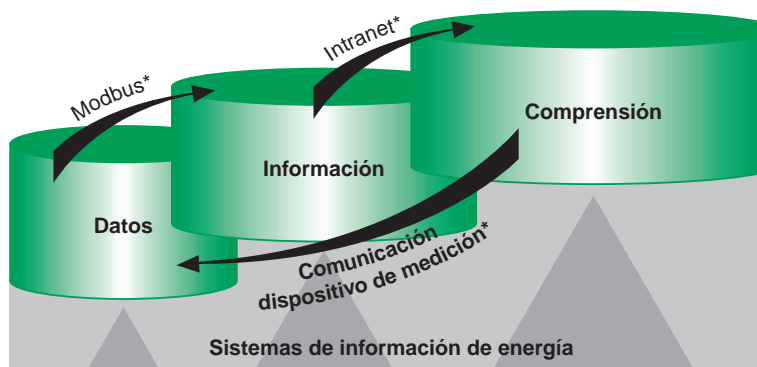 Intranet*
Modbus*
Comprensión
Información
Datos
Comunicación
dispositivo de medición*
Sistemas de información de energía